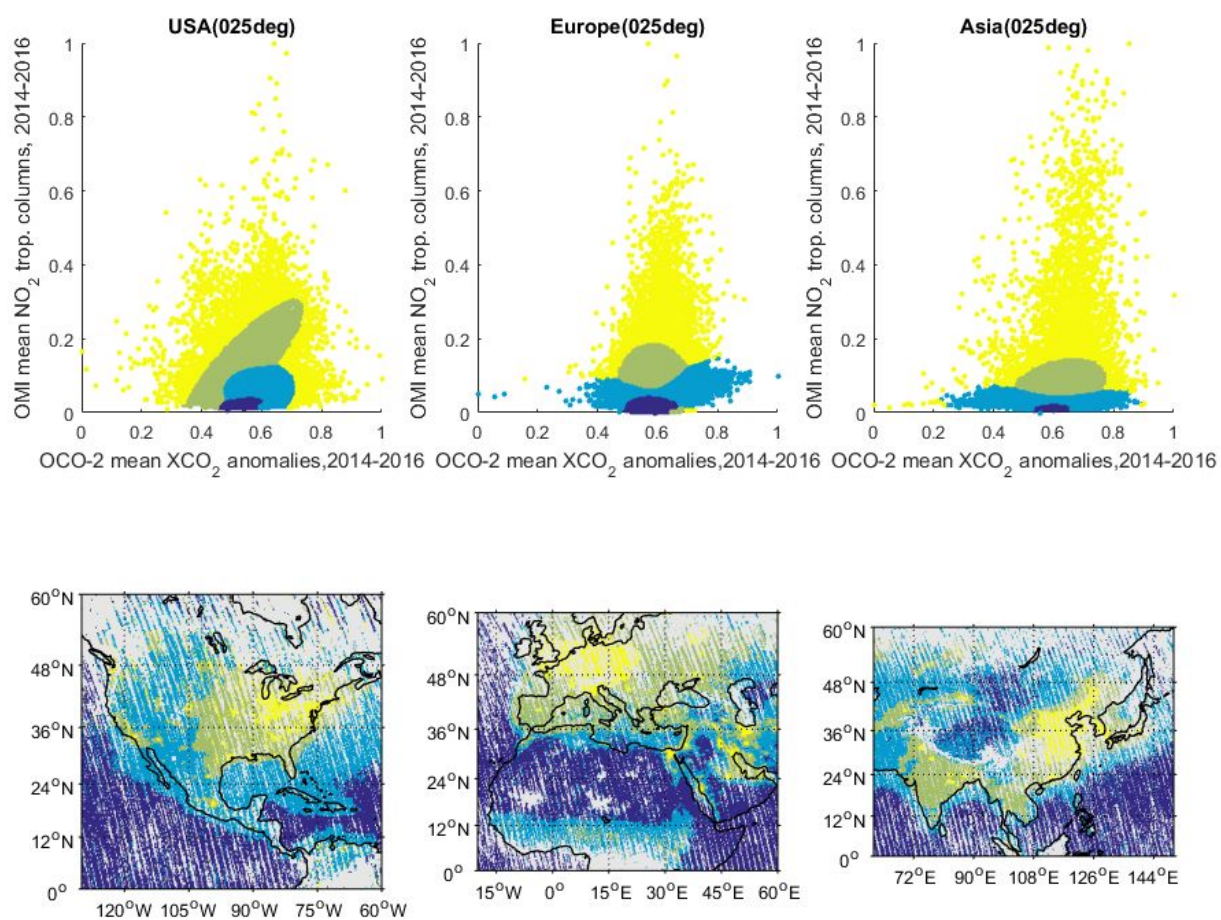 USA(025deg)
OMI mean NO2 trop. columns, 2014-2016
1
0.8
0.6
0.4
0.2
0
0 0.2 0.4 0.6 0.8 1
OCO-2 mean XCO2 anomalies,2014-2016
Europe(025deg)
OMI mean NO2 trop. columns, 2014-2016
1
0.8
0.6
0.4
0.2
0
0 0.2 0.4 0.6 0.8 1
OCO-2 mean XCO2 anomalies,2014-2016
Asia(025deg)
OMI mean NO2 trop. columns, 2014-2016
1
0.8
0.6
0.4
0.2
0
0 0.2 0.4 0.6 0.8 1
OCO-2 mean XCO2 anomalies,2014-2016
60°N
48°N
36°N
24°N
12°N
0°
120°W 105°W 90°W 75°W 60°W
60°N
48°N
36°N
24°N
12°N
0°
15°W 0° 15°E 30°E 45°E 60°E
60°N
48°N
36°N
24°N
12°N
0°
72°E 90°E 108°E 126°E 144°E